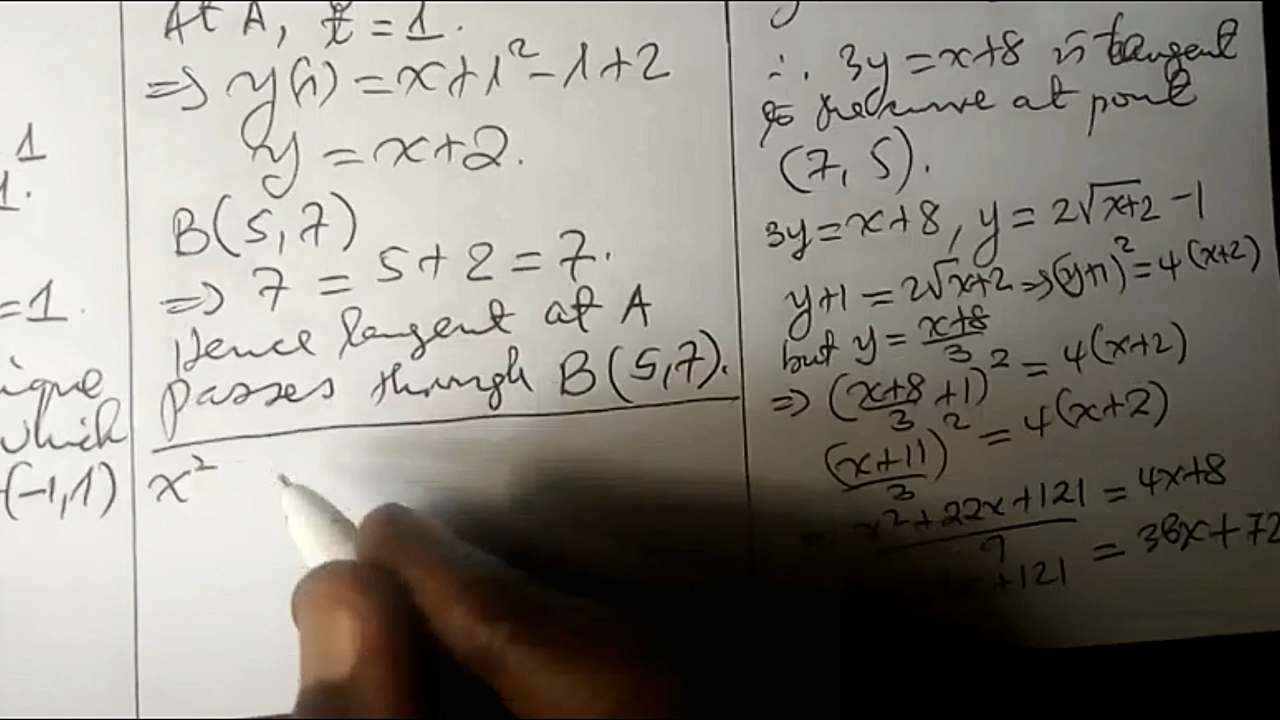 1
1.
=1.
ique
which
(-1,1)
At A, t = 1.
=> y(1) = x+1²-1+2
y = x+2.
B(5,7)
=> 7 = 5+2 = 7.
Hence tangent at A
passes through B(5,7).
x²
∴ 3y = x+8 is tangent
to the curve at point
(7, 5).
3y = x+8, y = 2√x+2 -1
y+1 = 2√x+2 => (y+1)² = 4(x+2)
but y = x+8/3
=> (x+8/3 +1)² = 4(x+2)
(x+11/3)² = 4(x+2)
x²+22x+121/9 = 4x+8
+121 = 36x+72